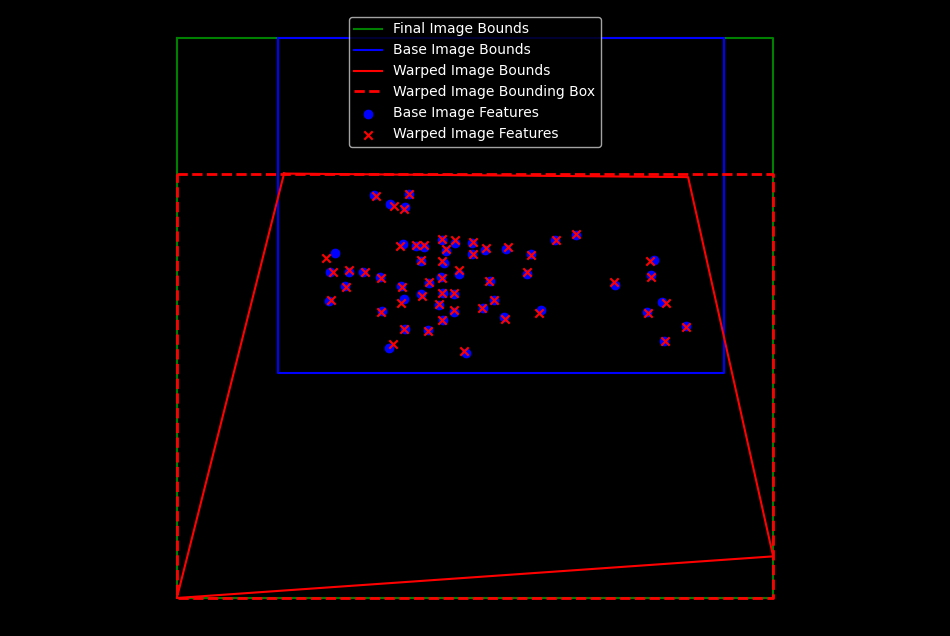 Final Image Bounds
Base Image Bounds
Warped Image Bounds
Warped Image Bounding Box
Base Image Features
Warped Image Features